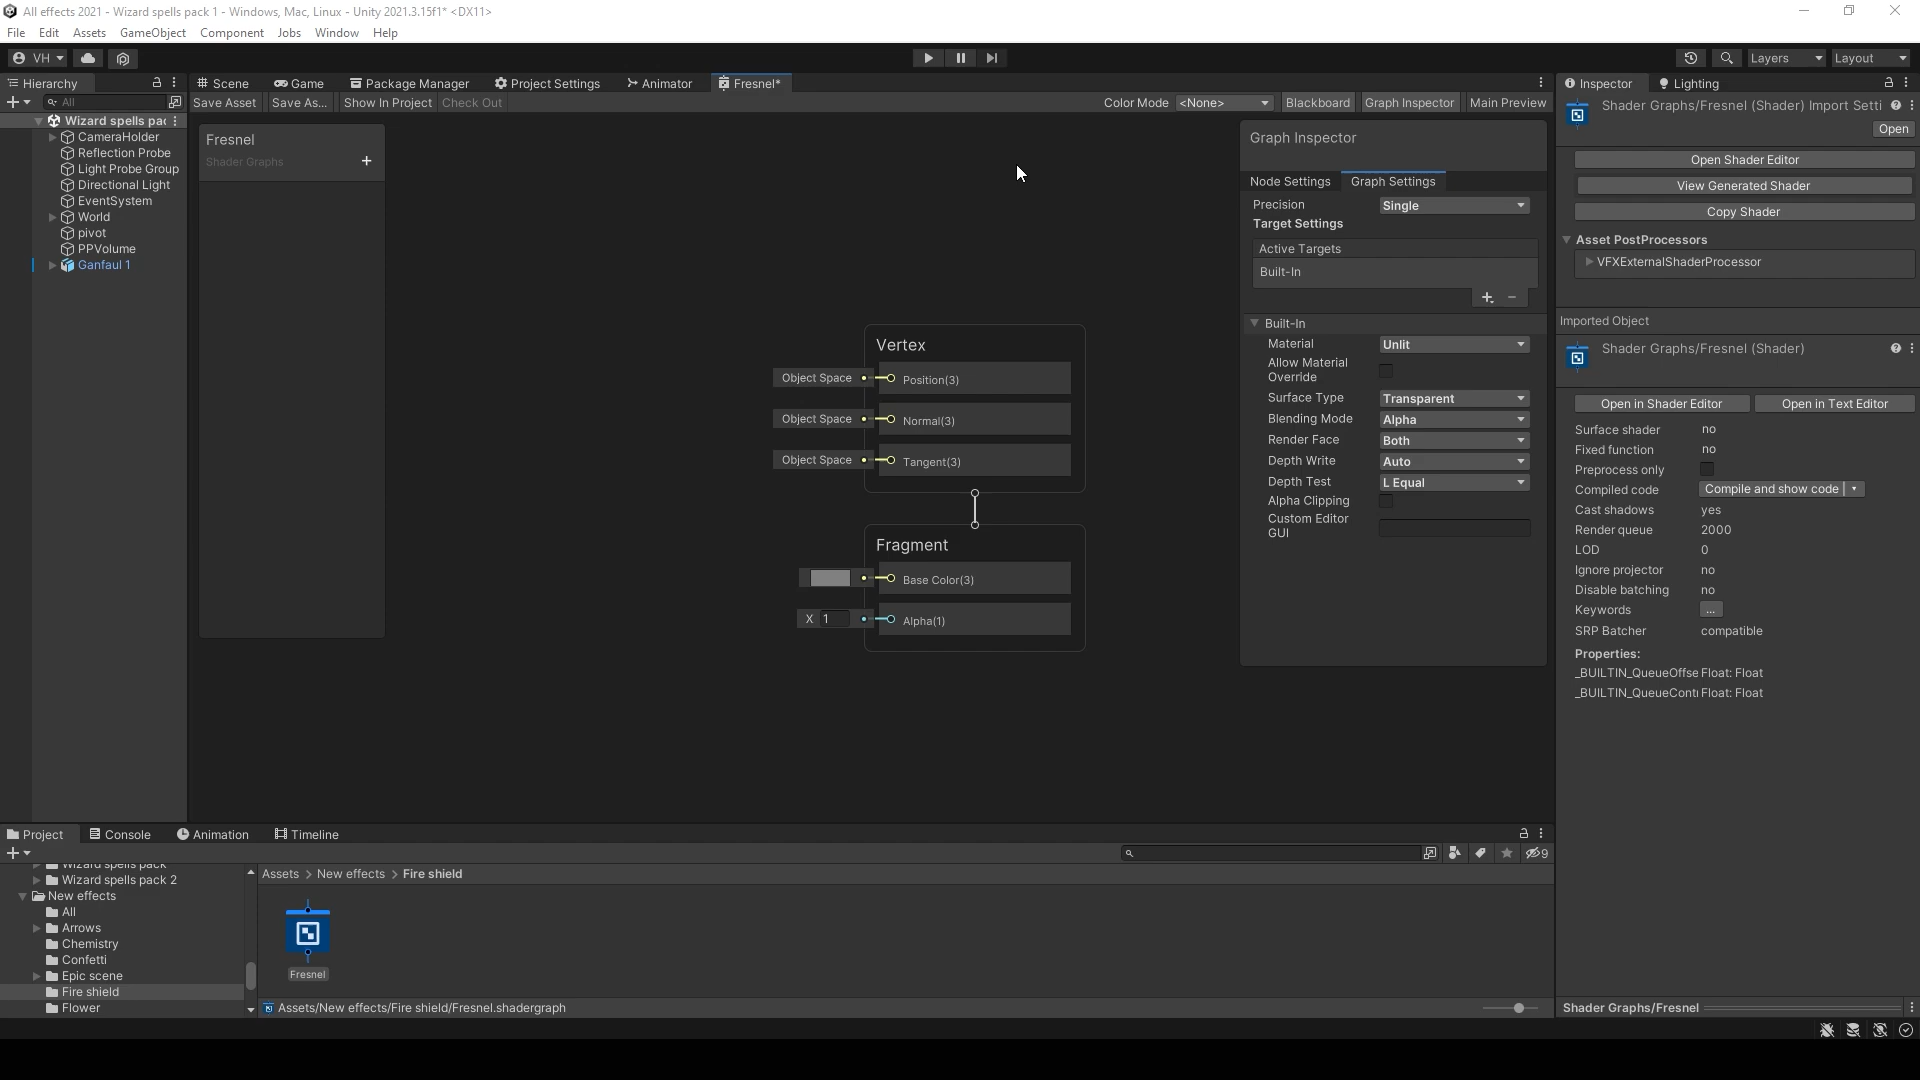 All effects 2021 - Wizard spells pack 1 - Windows, Mac, Linux - Unity 2021.3.15f1* <DX11>
File Edit Assets GameObject Component Jobs Window Help
VH Layers Layout
Hierarchy Scene Game Package Manager Project Settings Animator Fresnel* Inspector Lighting
All Save Asset Save As... Show In Project Check Out Color Mode <None> Blackboard Graph Inspector Main Preview
Shader Graphs/Fresnel (Shader) Import Setti
Open
Wizard spells pac
CameraHolder
Reflection Probe
Light Probe Group
Directional Light
EventSystem
World
pivot
PPVolume
Ganfaul 1
Fresnel
Shader Graphs
Vertex
Object Space Position(3)
Object Space Normal(3)
Object Space Tangent(3)
Fragment
Base Color(3)
X 1 Alpha(1)
Graph Inspector
Node Settings Graph Settings
Precision Single
Target Settings
Active Targets
Built-In
Built-In
Material Unlit
Allow Material
Override
Surface Type Transparent
Blending Mode Alpha
Render Face Both
Depth Write Auto
Depth Test L Equal
Alpha Clipping
Custom Editor
GUI
Open Shader Editor
View Generated Shader
Copy Shader
Asset PostProcessors
VFXExternalShaderProcessor
Imported Object
Shader Graphs/Fresnel (Shader)
Open in Shader Editor Open in Text Editor
Surface shader no
Fixed function no
Preprocess only
Compiled code Compile and show code
Cast shadows yes
Render queue 2000
LOD 0
Ignore projector no
Disable batching no
Keywords ...
SRP Batcher compatible
Properties:
_BUILTIN_QueueOffse Float: Float
_BUILTIN_QueueConti Float: Float
Project Console Animation Timeline
9
Wizard spells pack
Wizard spells pack 2
New effects
All
Arrows
Chemistry
Confetti
Epic scene
Fire shield
Flower
Assets > New effects > Fire shield
Fresnel
Assets/New effects/Fire shield/Fresnel.shadergraph
Shader Graphs/Fresnel